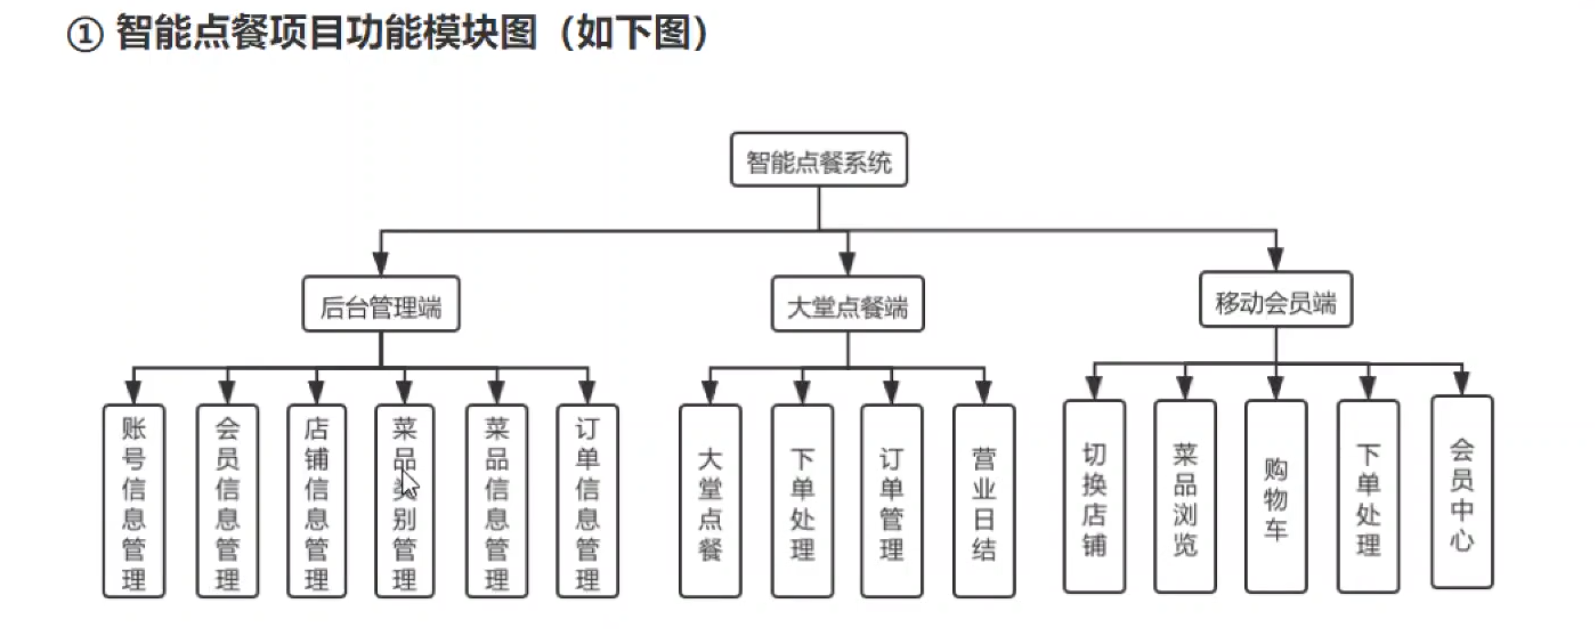 ① 智能点餐项目功能模块图（如下图）
智能点餐系统
后台管理端
大堂点餐端
移动会员端
账号信息管理
会员信息管理
店铺信息管理
菜品类别管理
菜品信息管理
订单信息管理
大堂点餐
下单处理
订单管理
营业日结
切换店铺
菜品浏览
购物车
下单处理
会员中心